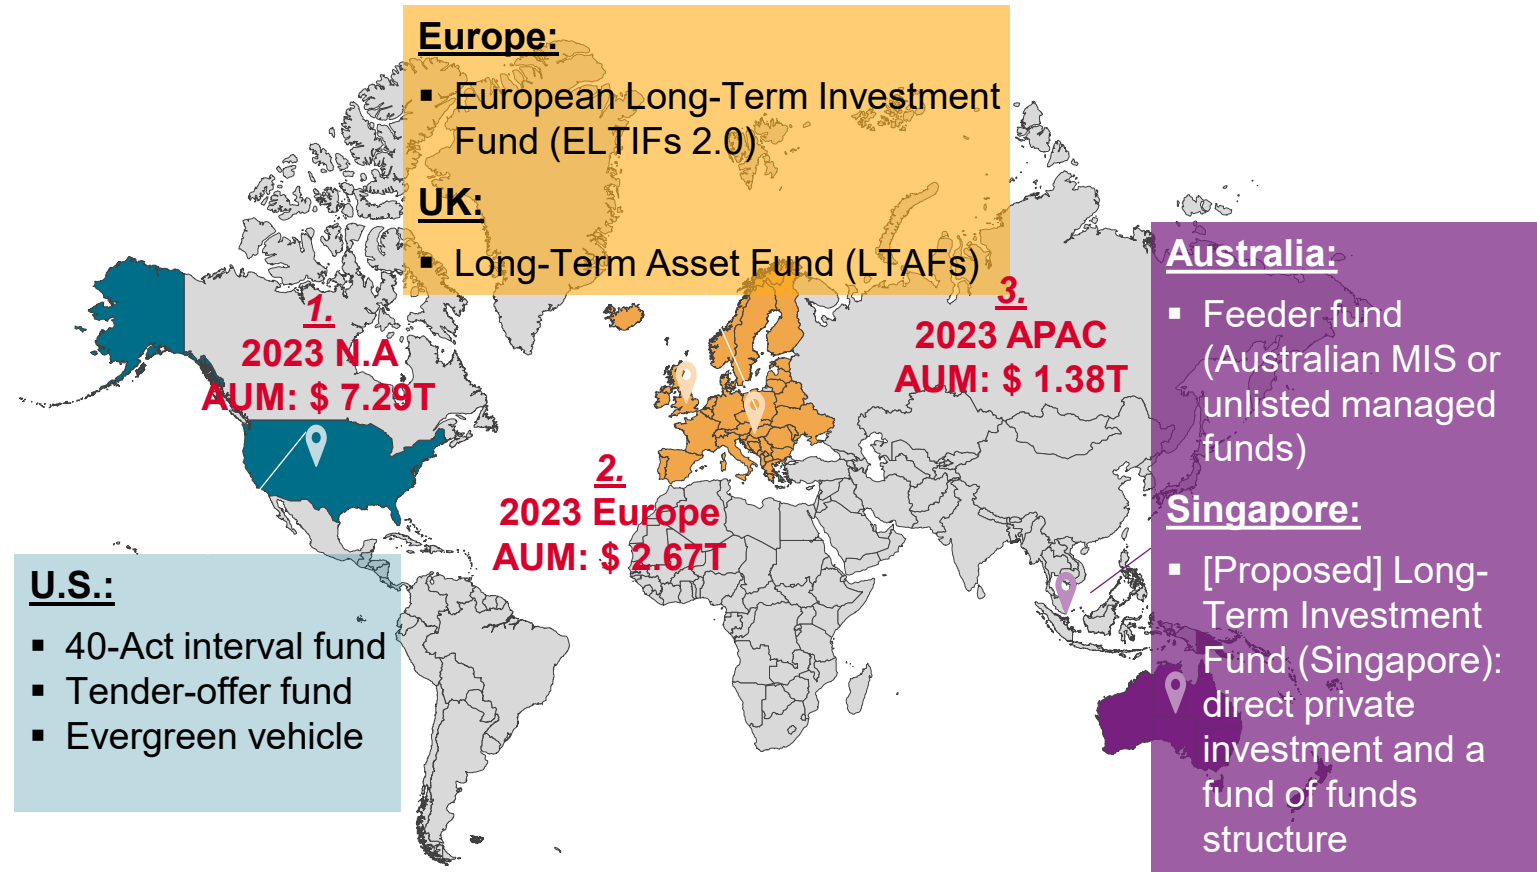 Europe:
▪ European Long-Term Investment
Fund (ELTIFs 2.0)
UK:
▪ Long-Term Asset Fund (LTAFs)
1.
2023 N.A
AUM: $ 7.29T
2.
2023 Europe
AUM: $ 2.67T
3.
2023 APAC
AUM: $ 1.38T
U.S.:
▪ 40-Act interval fund
▪ Tender-offer fund
▪ Evergreen vehicle
Australia:
▪ Feeder fund
(Australian MIS or
unlisted managed
funds)
Singapore:
▪ [Proposed] Long-
Term Investment
Fund (Singapore):
direct private
investment and a
fund of funds
structure